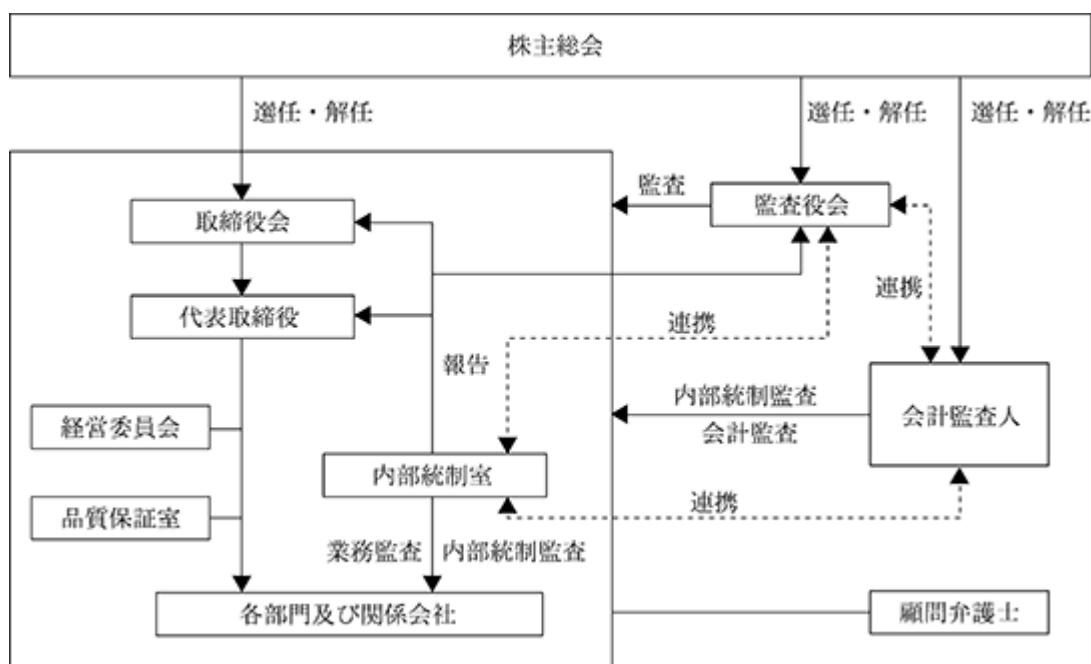 株主総会
選任・解任
選任・解任
選任・解任
監査
取締役会
監査役会
連携
代表取締役
連携
報告
内部統制監査
会計監査
会計監査人
経営委員会
内部統制室
連携
品質保証室
業務監査
内部統制監査
各部門及び関係会社
顧問弁護士